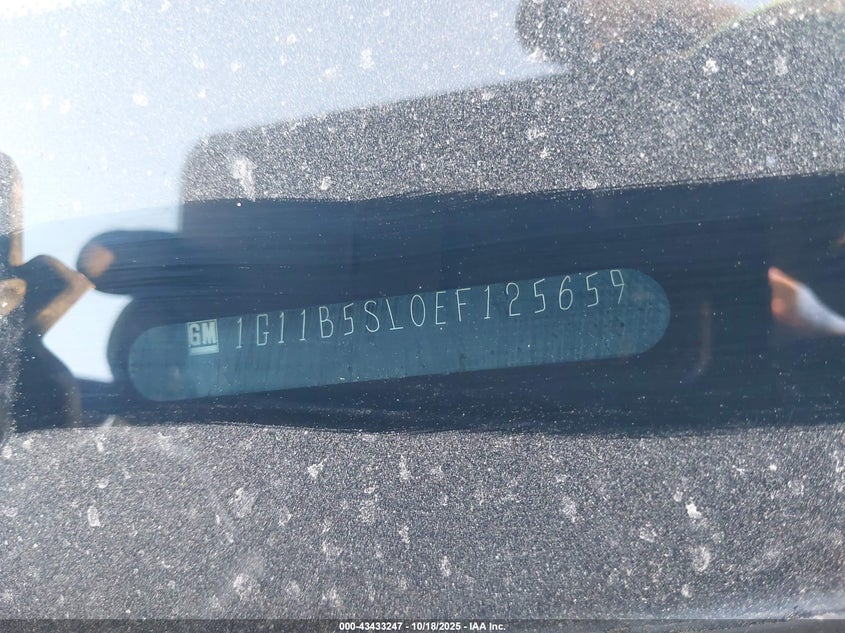 GM 1G11B5SL0EF125659
000-43433247 - 10/18/2025 - IAA Inc.